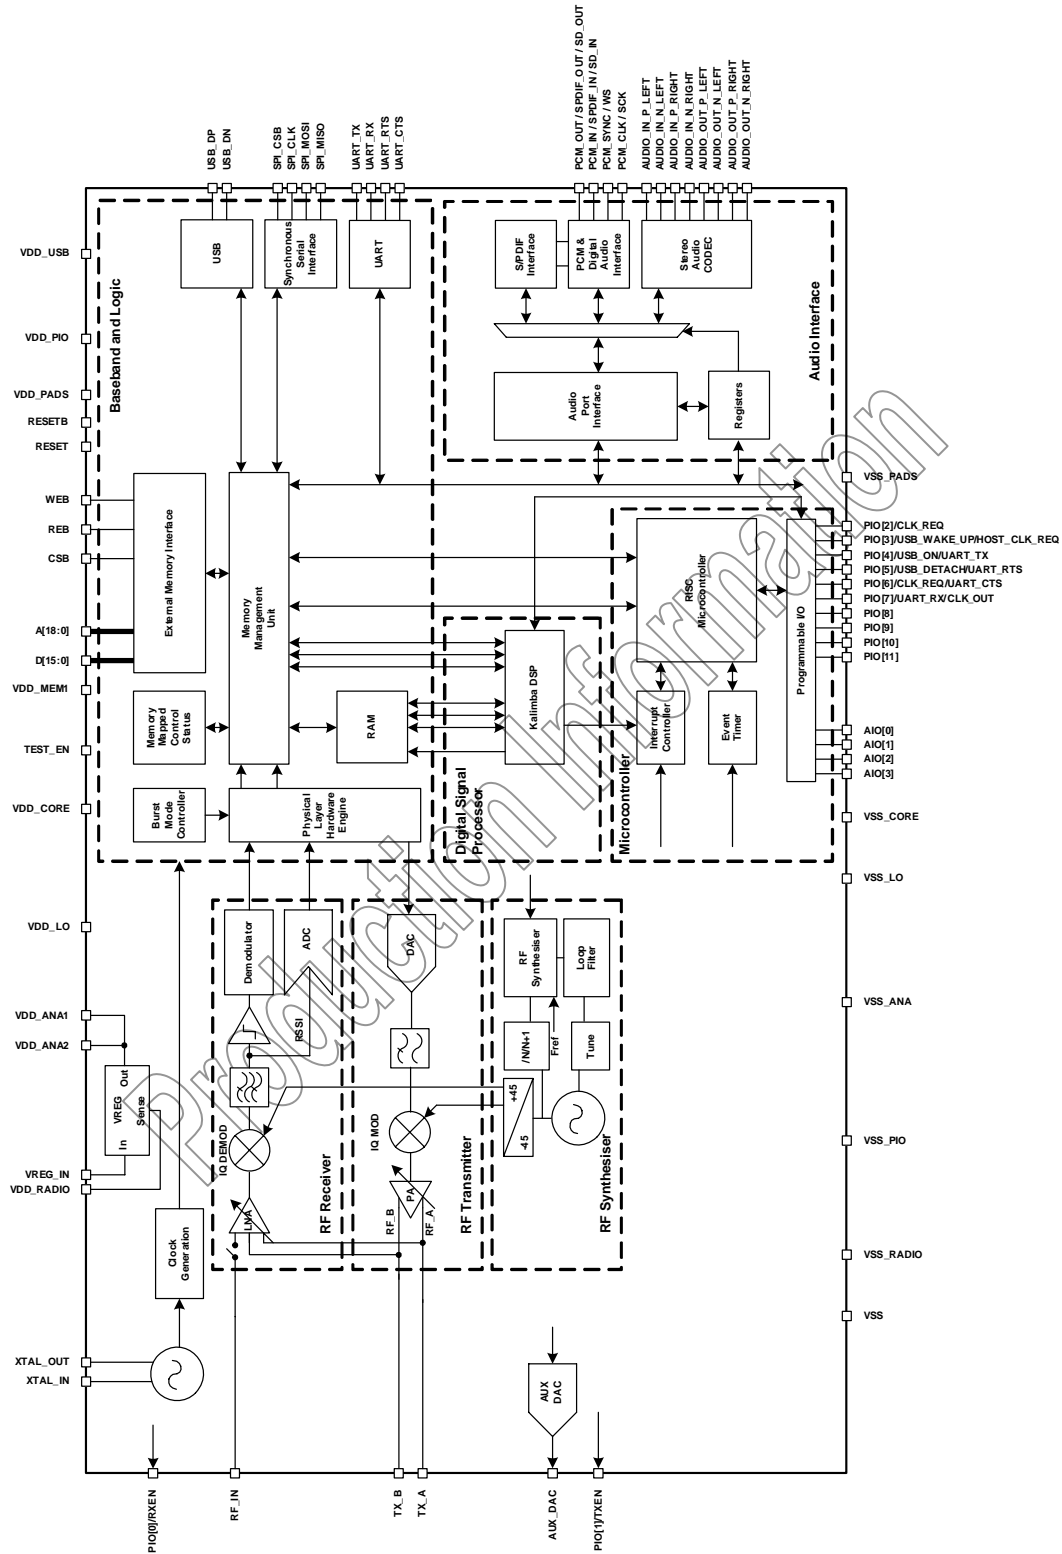 USB_DP
USB_DN
SPI_CSB
SPI_CLK
SPI_MOSI
SPI_MISO
UART_TX
UART_RX
UART_RTS
UART_CTS
PCM_OUT / SPDIF_OUT / SD_OUT
PCM_IN / SPDIF_IN / SD_IN
PCM_SYNC / WS
PCM_CLK / SCK
AUDIO_IN_P_LEFT
AUDIO_IN_N_LEFT
AUDIO_IN_P_RIGHT
AUDIO_IN_N_RIGHT
AUDIO_OUT_P_LEFT
AUDIO_OUT_N_LEFT
AUDIO_OUT_P_RIGHT
AUDIO_OUT_N_RIGHT
VDD_USB
VDD_PIO
VDD_PADS
RESETB
RESET
WEB
REB
CSB
A[18:0]
D[15:0]
VDD_MEM1
TEST_EN
VDD_CORE
VDD_LO
VDD_ANA1
VDD_ANA2
VREG_IN
VDD_RADIO
XTAL_OUT
XTAL_IN
Baseband and Logic
USB
Synchronous
Serial
Interface
UART
External Memory Interface
Memory
Management
Unit
Memory
Mapped
Control
Status
RAM
Burst
Mode
Controller
Physical
Layer
Hardware
Engine
Audio Interface
S/PDIF
Interface
PCM &
Digital
Audio
Interface
Stereo
Audio
CODEC
Audio
Port
Interface
Registers
Digital Signal
Processor
Kalimba DSP
Microcontroller
RISC
Microcontroller
Interrupt
Controller
Event
Timer
Programmable I/O
VSS_PADS
PIO[2]/CLK_REQ
PIO[3]/USB_WAKE_UP/HOST_CLK_REQ
PIO[4]/USB_ON/UART_TX
PIO[5]/USB_DETACH/UART_RTS
PIO[6]/CLK_REQ/UART_CTS
PIO[7]/UART_RX/CLK_OUT
PIO[8]
PIO[9]
PIO[10]
PIO[11]
AIO[0]
AIO[1]
AIO[2]
AIO[3]
VSS_CORE
VSS_LO
VSS_ANA
VSS_PIO
VSS_RADIO
VSS
RF Receiver
Demodulator
ADC
RSSI
IQ DEMOD
LNA
RF Transmitter
DAC
IQ MOD
PA
RF_B
RF_A
RF Synthesiser
RF
Synthesiser
Loop
Filter
/N/N+1
Fref
Tune
+45
-45
VREG
In
Out
Sense
Clock
Generation
AUX
DAC
PIO[0]/RXEN
RF_IN
TX_B
TX_A
AUX_DAC
PIO[1]/TXEN
Production Information